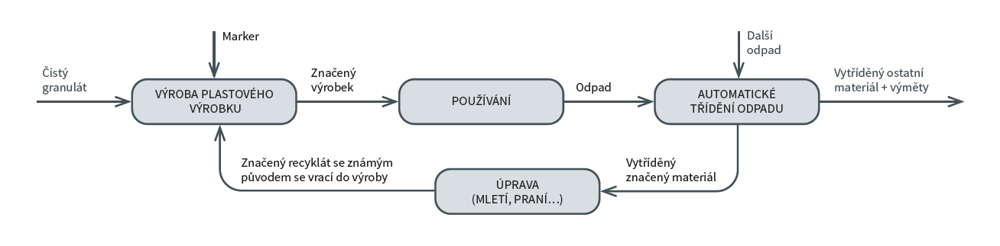 Marker
Další
odpad
Čistý
granulát
Značený
výrobek
Vytříděný ostatní
materiál + výměty
VÝROBA PLASTOVÉHO
VÝROBKU
POUŽÍVÁNÍ
Odpad
AUTOMATICKÉ
TŘÍDĚNÍ ODPADU
Značený recyklát se známým
původem se vrací do výroby
ÚPRAVA
(MLETÍ, PRANÍ...)
Vytříděný
značený materiál